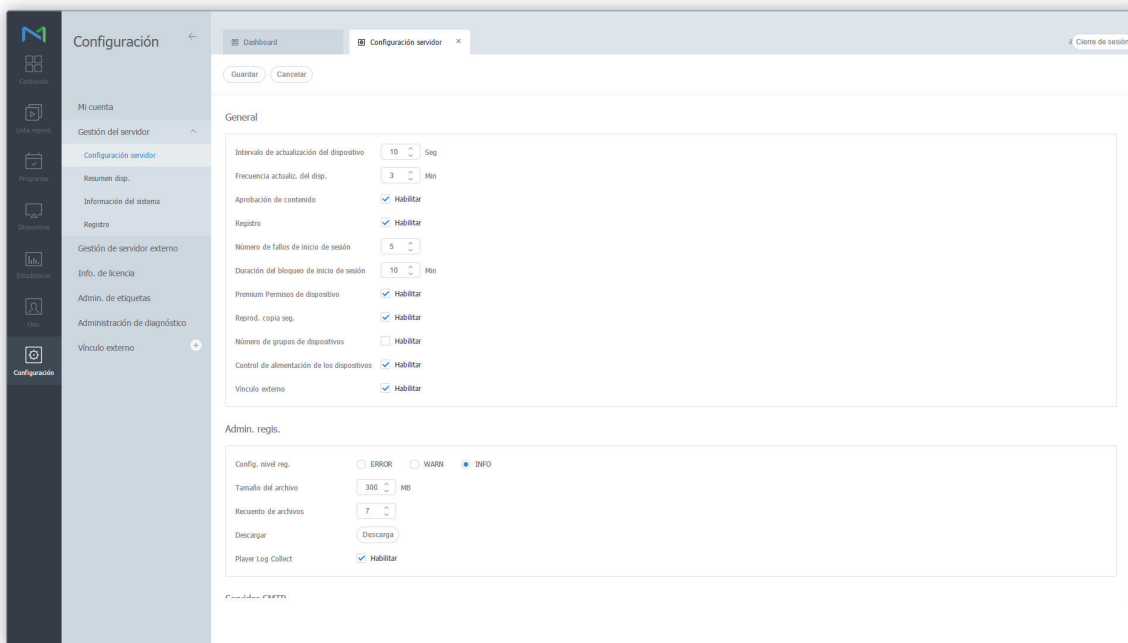 Configuración
Dashboard
Configuración servidor
Cierre de sesión
Guardar
Cancelar
Contenido
Lista reprod.
Programar
Dispositivo
Estadísticas
Usu.
Configuración
Mi cuenta
Gestión del servidor
Configuración servidor
Resumen disp.
Información del sistema
Registro
Gestión de servidor externo
Info. de licencia
Admin. de etiquetas
Administración de diagnóstico
Vínculo externo
General
Intervalo de actualización del dispositivo 10 Seg
Frecuencia actualiz. del disp. 3 Min
Aprobación de contenido Habilitar
Registro Habilitar
Número de fallos de inicio de sesión 5
Duración del bloqueo de inicio de sesión 10 Min
Premium Permisos de dispositivo Habilitar
Reprod. copia seg. Habilitar
Número de grupos de dispositivos Habilitar
Control de alimentación de los dispositivos Habilitar
Vínculo externo Habilitar
Admin. regis.
Config. nivel reg. ERROR WARN INFO
Tamaño del archivo 300 MB
Recuento de archivos 7
Descargar Descarga
Player Log Collect Habilitar
Servidor SMTP